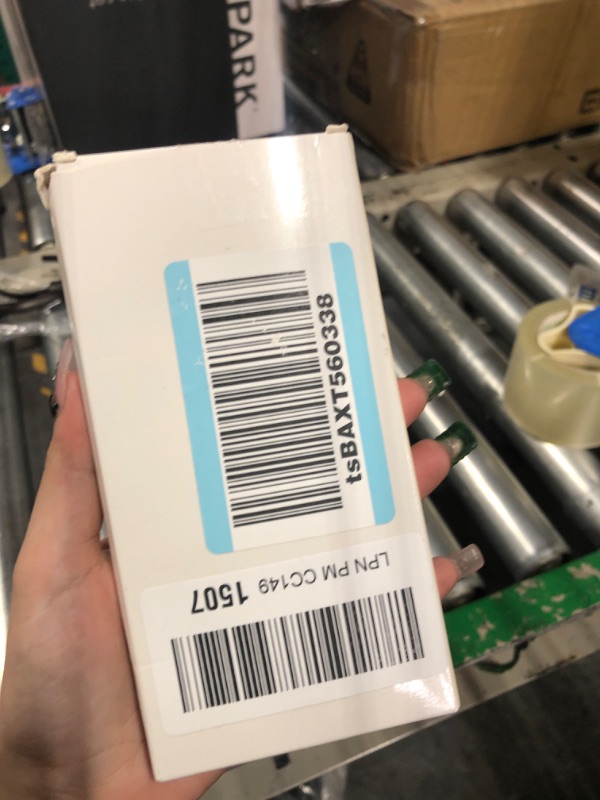 PARK
tsBAXT560338
LPN PM CC149 1507